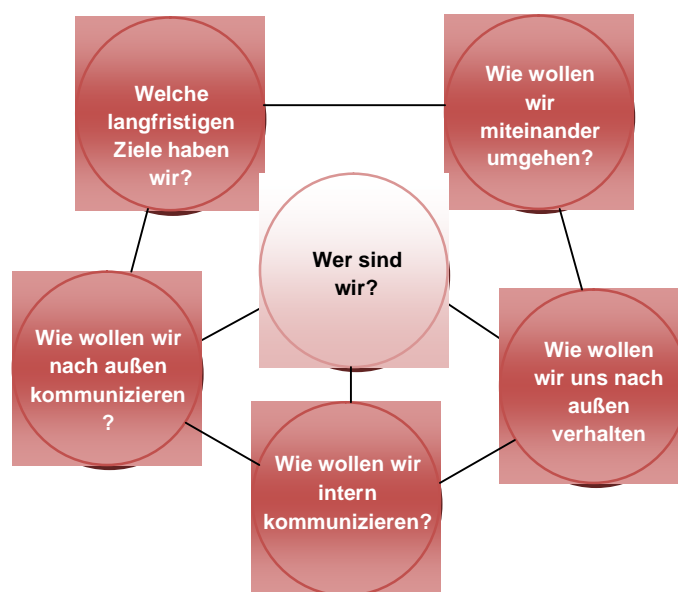 Welche
langfristigen
Ziele haben
wir?
Wie wollen
wir
miteinander
umgehen?
Wer sind
wir?
Wie wollen wir
nach außen
kommunizieren
?
Wie wollen
wir uns nach
außen
verhalten
Wie wollen wir
intern
kommunizieren?